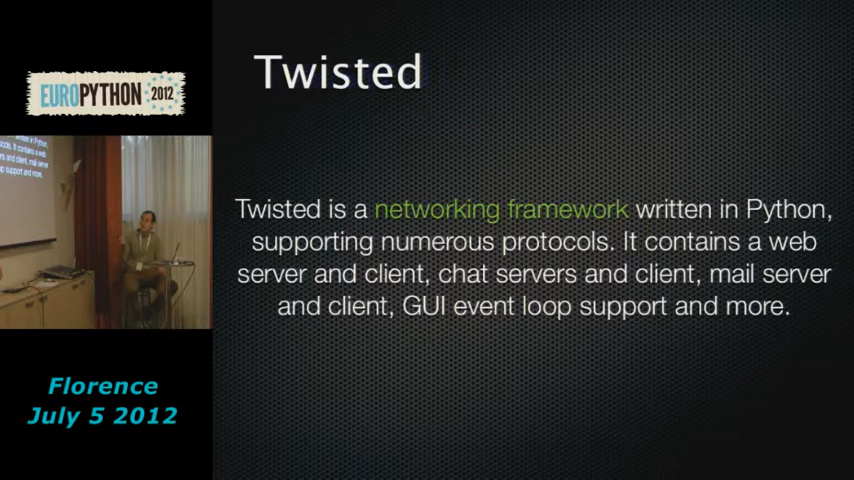 Twisted
EUROPYTHON 2012
Twisted is a networking framework written in Python,
supporting numerous protocols. It contains a web
server and client, chat servers and client, mail server
and client, GUI event loop support and more.
Florence
July 5 2012